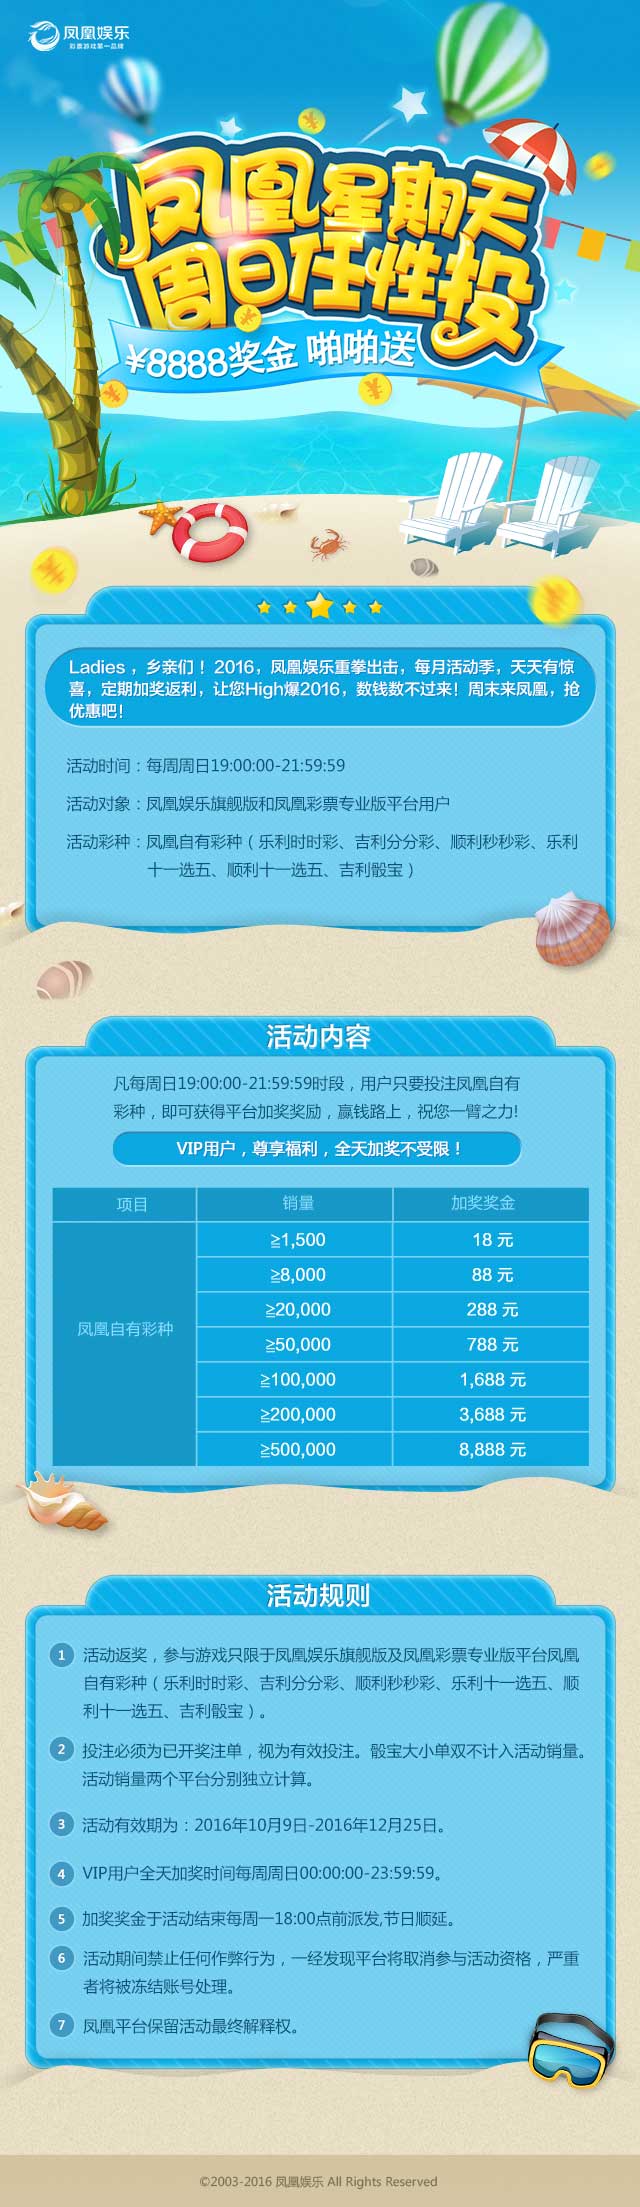 凤凰娱乐
彩票游戏第一品牌
凤凰星期天
周日任性投
¥8888奖金 啪啪送
Ladies ，乡亲们 ！2016，凤凰娱乐重拳出击，每月活动季，天天有惊
喜，定期加奖返利，让您High爆2016，数钱数不过来！周末来凤凰，抢
优惠吧！
活动时间：每周周日19:00:00-21:59:59
活动对象：凤凰娱乐旗舰版和凤凰彩票专业版平台用户
活动彩种：凤凰自有彩种（乐利时时彩、吉利分分彩、顺利秒秒彩、乐利
十一选五、顺利十一选五、吉利骰宝）
活动内容
凡每周日19:00:00-21:59:59时段，用户只要投注凤凰自有
彩种，即可获得平台加奖奖励，赢钱路上，祝您一臂之力!
VIP用户，尊享福利，全天加奖不受限！
项目 销量 加奖奖金
凤凰自有彩种
≧1,500 18 元
≧8,000 88 元
≧20,000 288 元
≧50,000 788 元
≧100,000 1,688 元
≧200,000 3,688 元
≧500,000 8,888 元
活动规则
1 活动返奖，参与游戏只限于凤凰娱乐旗舰版及凤凰彩票专业版平台凤凰
自有彩种（乐利时时彩、吉利分分彩、顺利秒秒彩、乐利十一选五、顺
利十一选五、吉利骰宝）。
2 投注必须为已开奖注单，视为有效投注。骰宝大小单双不计入活动销量。
活动销量两个平台分别独立计算。
3 活动有效期为：2016年10月9日-2016年12月25日。
4 VIP用户全天加奖时间每周周日00:00:00-23:59:59。
5 加奖奖金于活动结束每周一18:00点前派发,节日顺延。
6 活动期间禁止任何作弊行为，一经发现平台将取消参与活动资格，严重
者将被冻结账号处理。
7 凤凰平台保留活动最终解释权。
©2003-2016 凤凰娱乐 All Rights Reserved